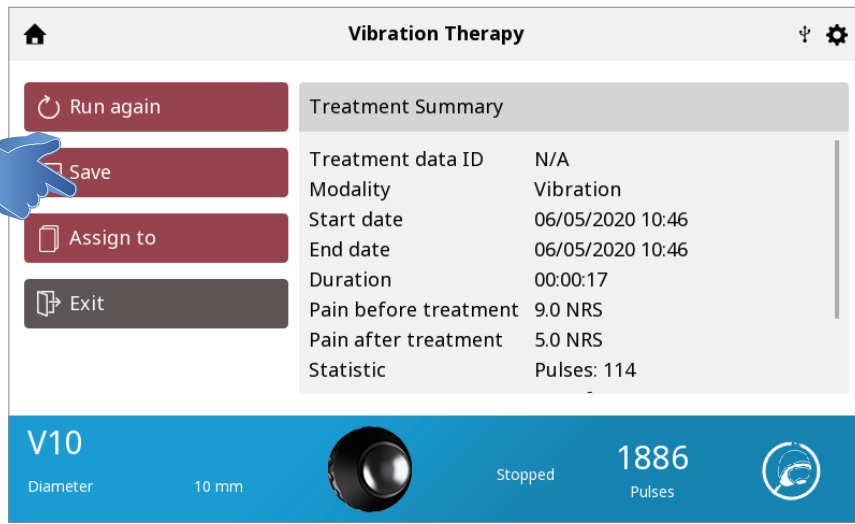 Vibration Therapy
Run again
Save
Assign to
Exit
Treatment Summary
Treatment data ID N/A
Modality Vibration
Start date 06/05/2020 10:46
End date 06/05/2020 10:46
Duration 00:00:17
Pain before treatment 9.0 NRS
Pain after treatment 5.0 NRS
Statistic Pulses: 114
V10
Diameter 10 mm
Stopped
1886
Pulses